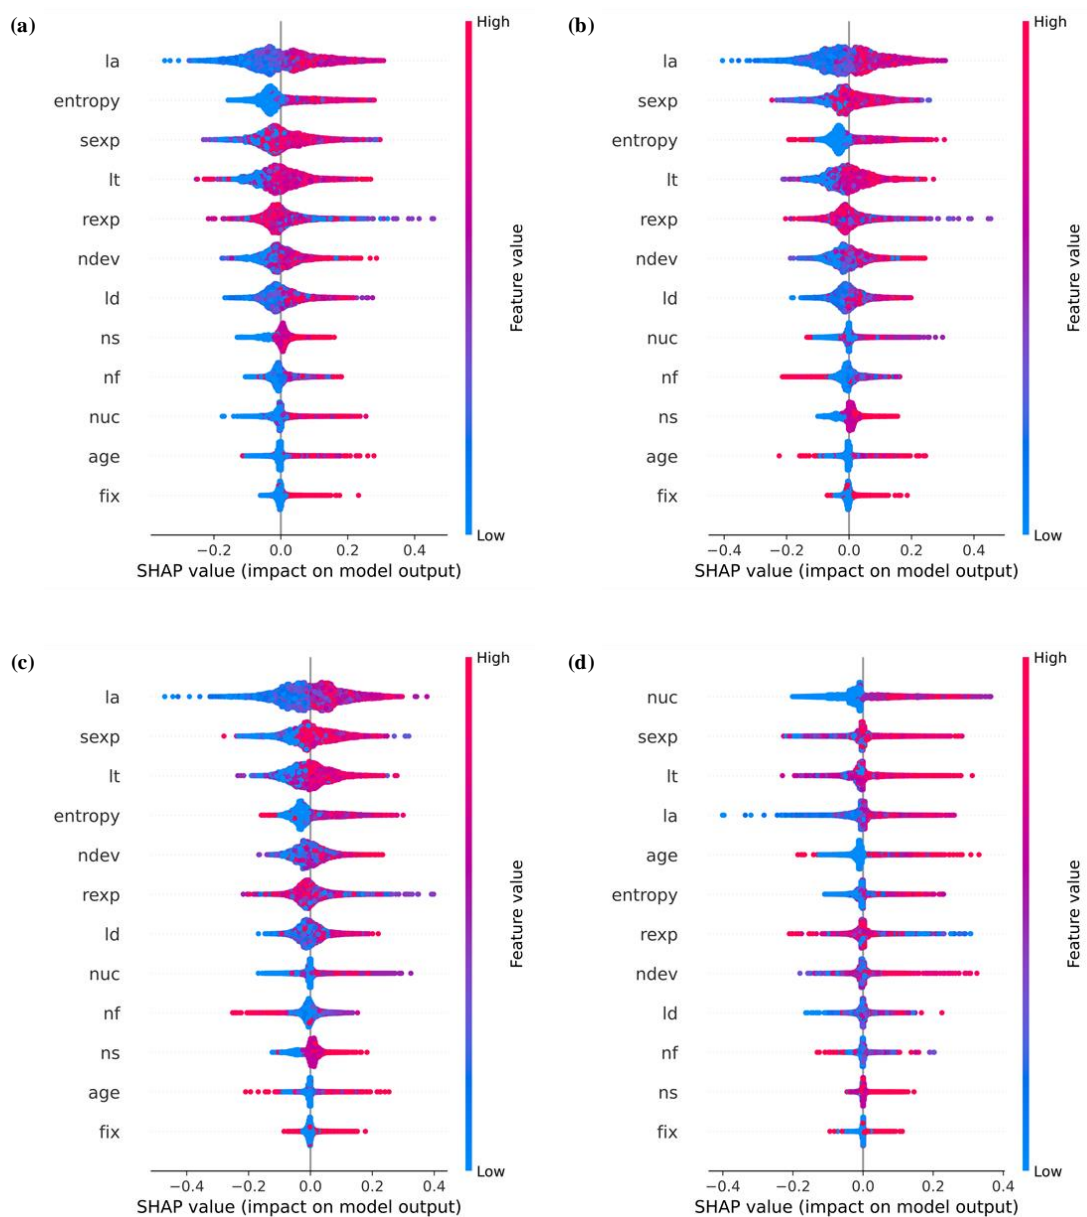 (a)
High
la
entropy
sexp
lt
rexp
ndev
ld
ns
nf
nuc
age
fix
Feature value
Low
−0.2 0.0 0.2 0.4
SHAP value (impact on model output)
(b)
High
la
sexp
entropy
lt
rexp
ndev
ld
nuc
nf
ns
age
fix
Feature value
Low
−0.4 −0.2 0.0 0.2 0.4
SHAP value (impact on model output)
(c)
High
la
sexp
lt
entropy
ndev
rexp
ld
nuc
nf
ns
age
fix
Feature value
Low
−0.4 −0.2 0.0 0.2 0.4
SHAP value (impact on model output)
(d)
High
nuc
sexp
lt
la
age
entropy
rexp
ndev
ld
nf
ns
fix
Feature value
Low
−0.4 −0.2 0.0 0.2 0.4
SHAP value (impact on model output)